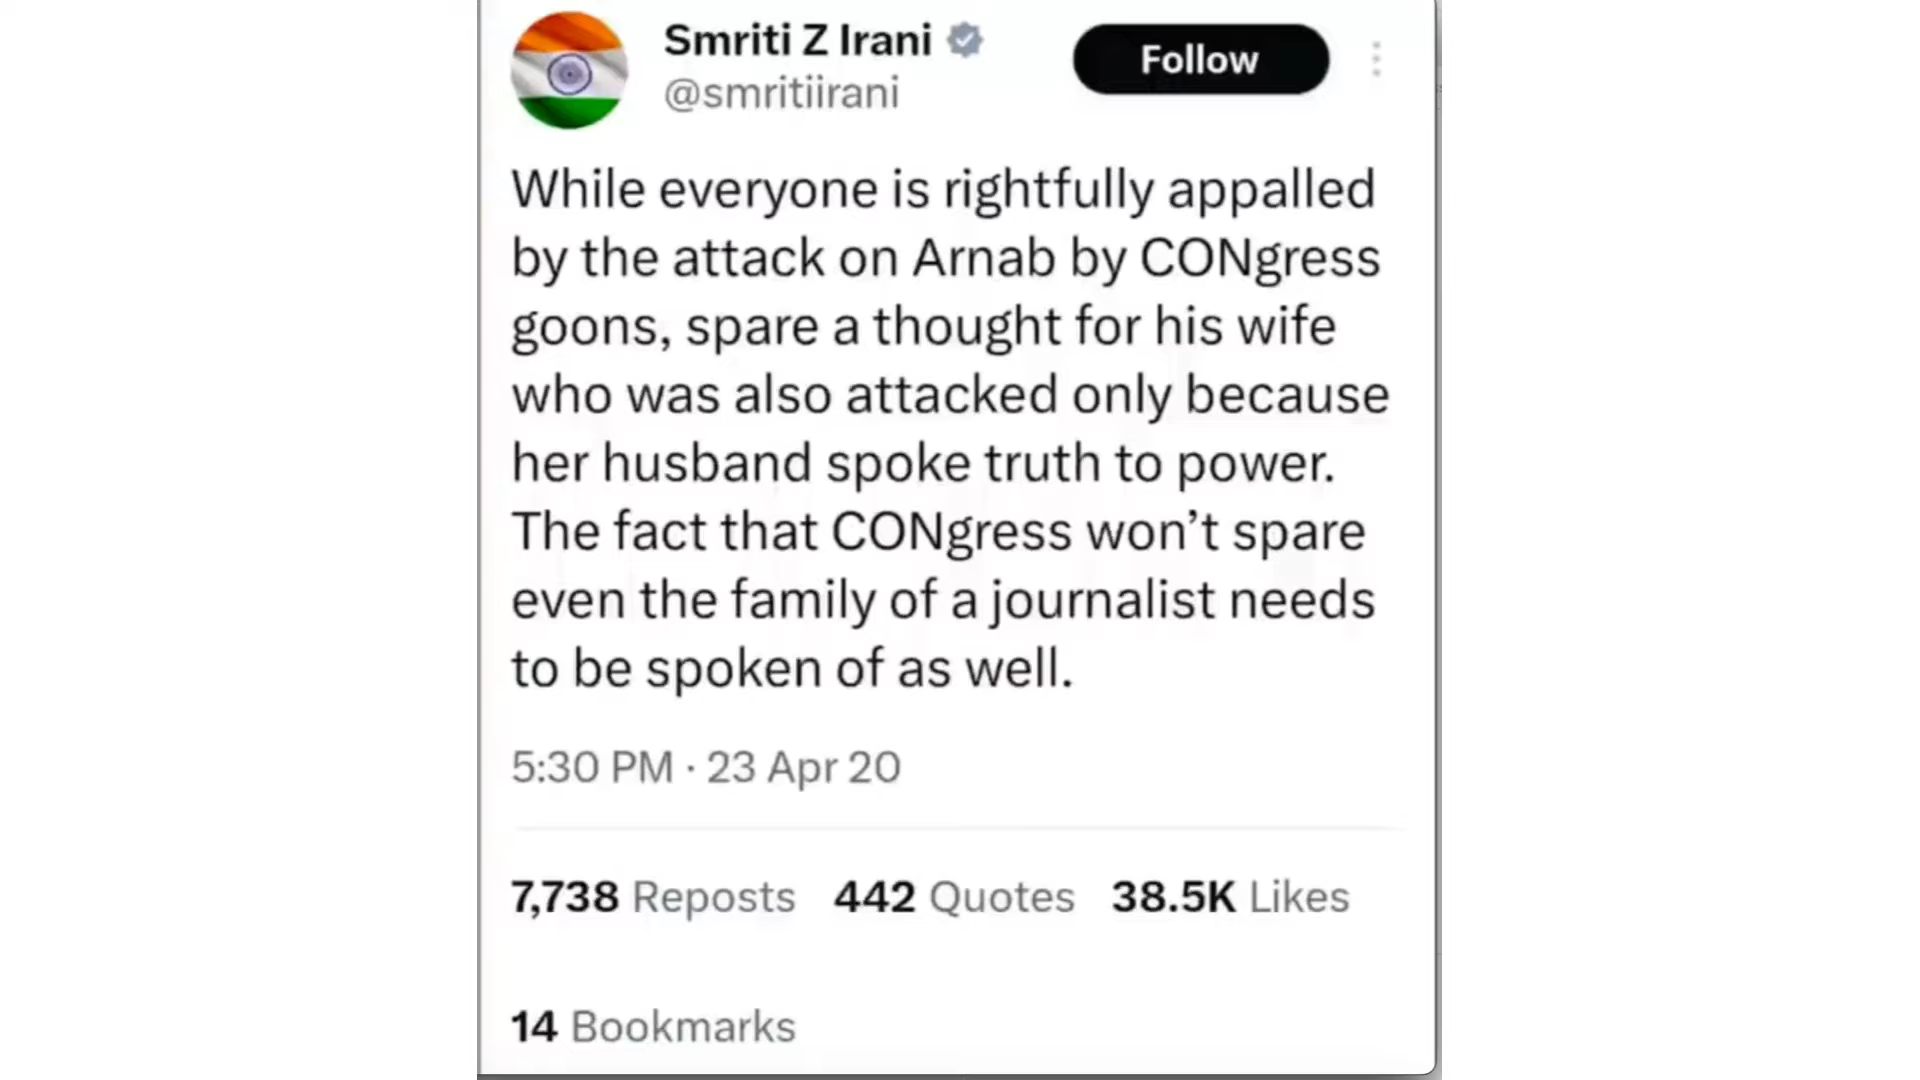 Smriti Z Irani
@smritiirani
Follow
While everyone is rightfully appalled
by the attack on Arnab by CONgress
goons, spare a thought for his wife
who was also attacked only because
her husband spoke truth to power.
The fact that CONgress won’t spare
even the family of a journalist needs
to be spoken of as well.
5:30 PM · 23 Apr 20
7,738 Reposts 442 Quotes 38.5K Likes
14 Bookmarks